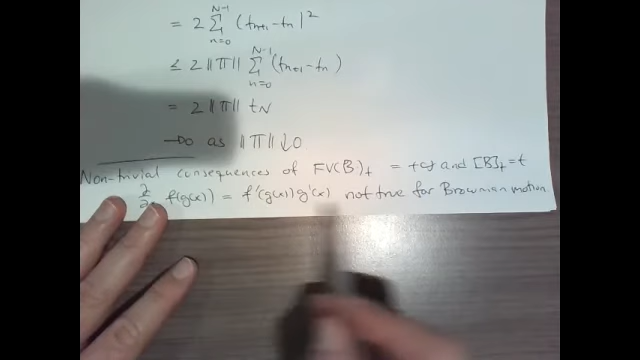 = 2 Σ_{n=0}^{N-1} (t_{n+1} - t_n)^2
≤ 2 ||Π|| Σ_{n=0}^{N-1} (t_{n+1} - t_n)
= 2 ||Π|| t_N
→ 0 as ||Π|| ↓ 0
Non-trivial consequences of FV(B)_t = +∞ and [B]_t = t
∂/∂x f(g(x)) = f'(g(x)) g'(x) not true for Brownian motion